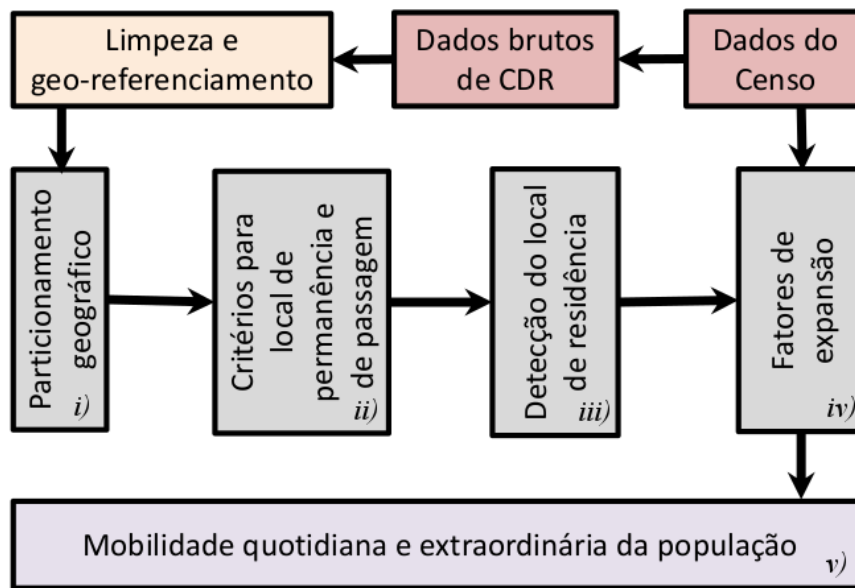 Limpeza e
geo-referenciamento
Dados brutos
de CDR
Dados do
Censo
Particionamento
geográfico
i)
Critérios para
local de
permanência e
de passagem
ii)
Detecção do local
de residência
iii)
Fatores de
expansão
iv)
Mobilidade quotidiana e extraordinária da população
v)